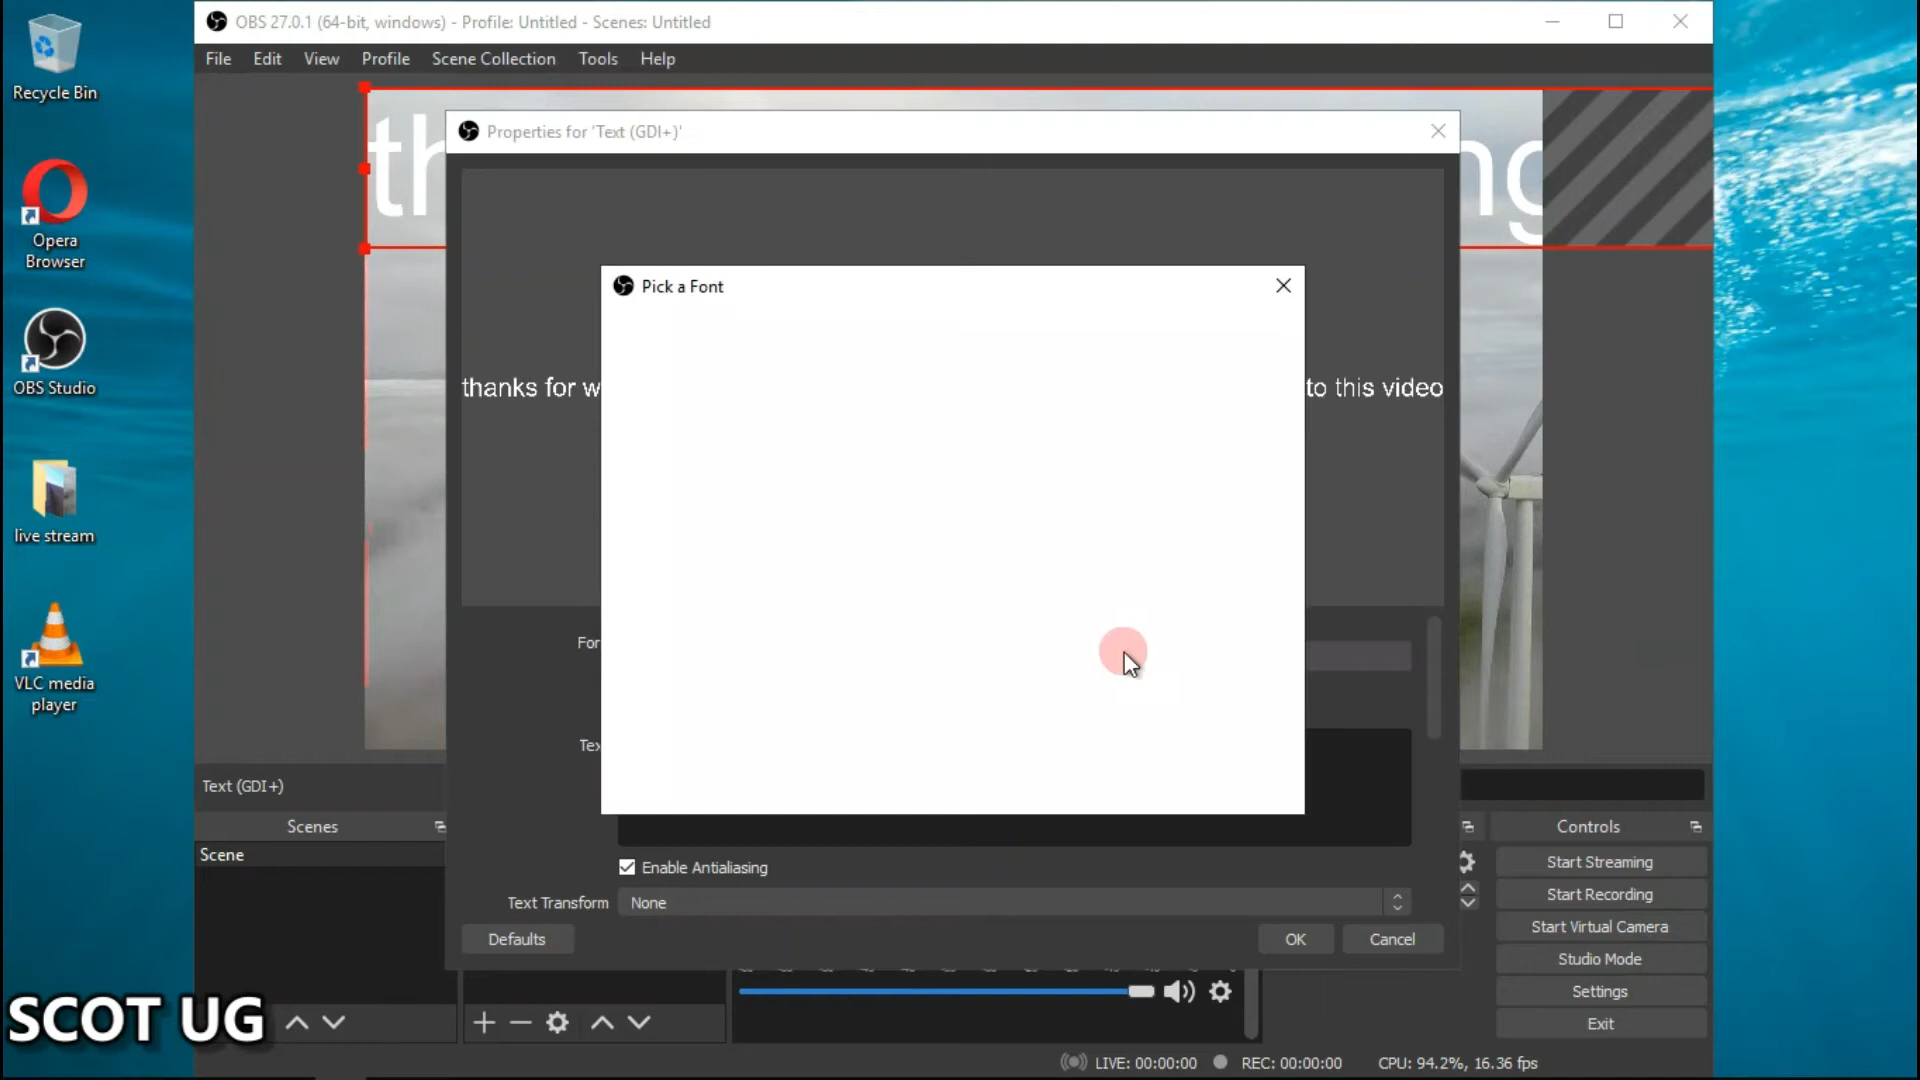 Recycle Bin
Opera
Browser
OBS Studio
live stream
VLC media
player
OBS 27.0.1 (64-bit, windows) - Profile: Untitled - Scenes: Untitled
File Edit View Profile Scene Collection Tools Help
th
ng
Properties for 'Text (GDI+)'
Pick a Font
thanks for w
to this video
For
Tex
Enable Antialiasing
Text Transform None
Defaults OK Cancel
Text (GDI+)
Scenes
Scene
Controls
Start Streaming
Start Recording
Start Virtual Camera
Studio Mode
Settings
Exit
SCOT UG
LIVE: 00:00:00 REC: 00:00:00 CPU: 94.2%, 16.36 fps